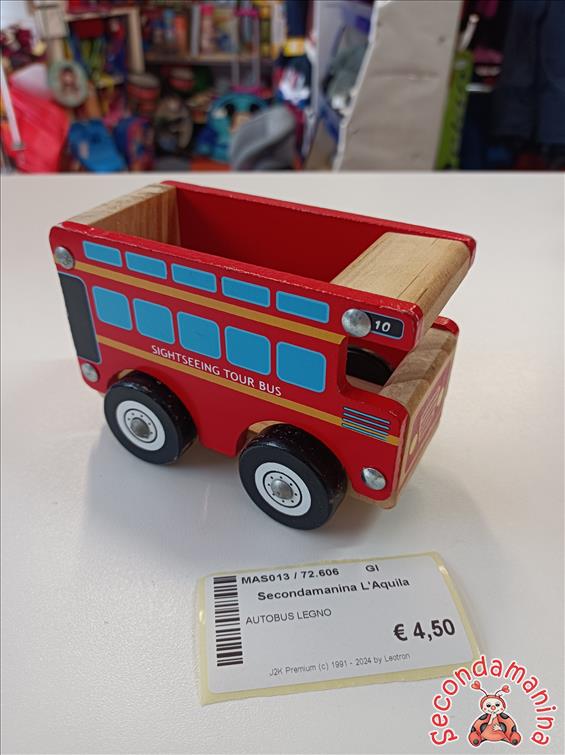 10
SIGHTSEEING TOUR BUS
MAS013 / 72.606 GI
Secondamanina L'Aquila
AUTOBUS LEGNO
€ 4,50
J2K Premium (c) 1991 - 2024 by Leotron
Secondamanina